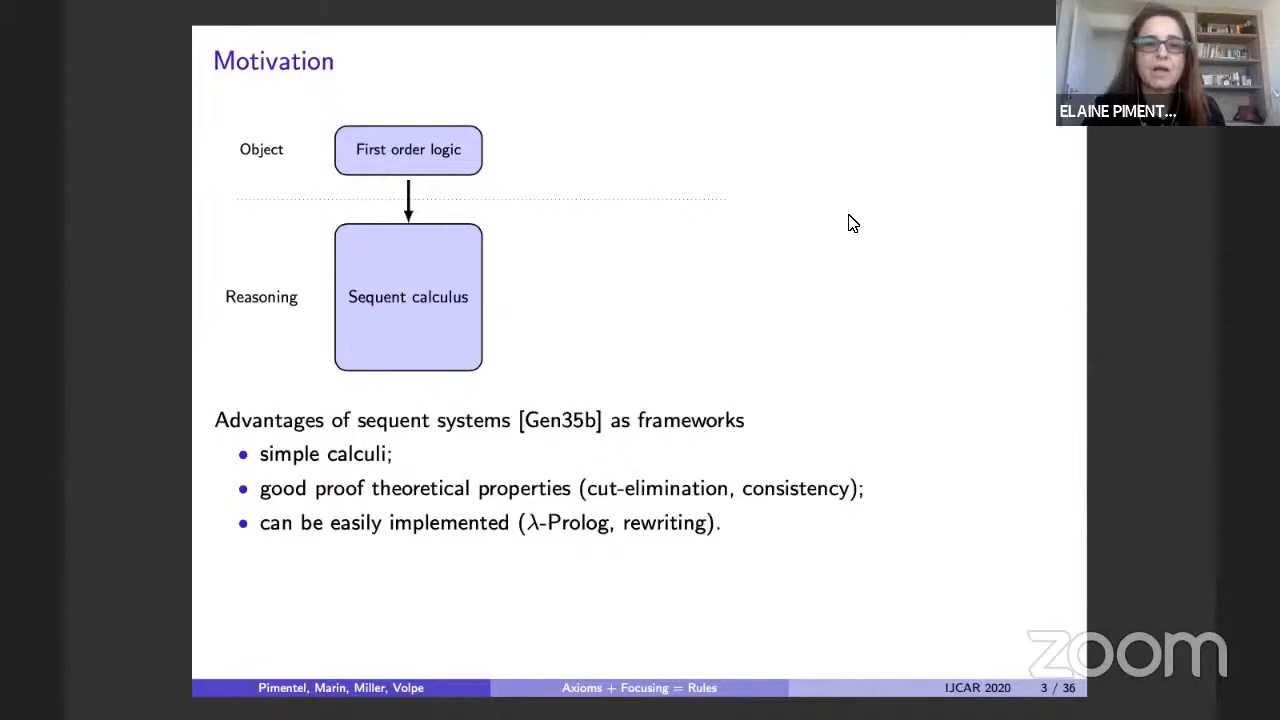 Motivation
ELAINE PIMENT...
Object
First order logic
Reasoning
Sequent calculus
Advantages of sequent systems [Gen35b] as frameworks
• simple calculi;
• good proof theoretical properties (cut-elimination, consistency);
• can be easily implemented (λ-Prolog, rewriting).
zoom
Pimentel, Marin, Miller, Volpe
Axioms + Focusing = Rules
IJCAR 2020
3 / 36